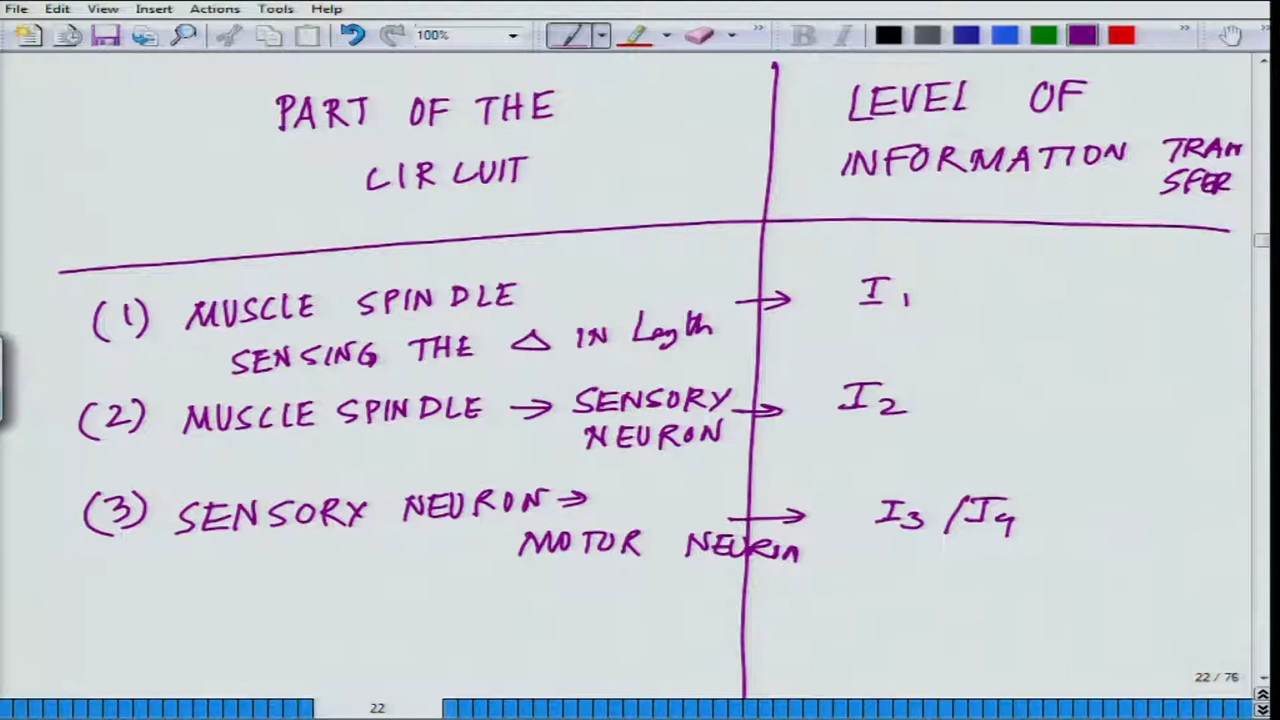 File Edit View Insert Actions Tools Help
100%
PART OF THE
CIRCUIT
LEVEL OF
INFORMATION TRAN
SFER
(1) MUSCLE SPINDLE → I1
SENSING THE Δ IN Length
(2) MUSCLE SPINDLE → SENSORY → I2
NEURON
(3) SENSORY NEURON → → I3 / I4
MOTOR NEURON
22 / 76
22